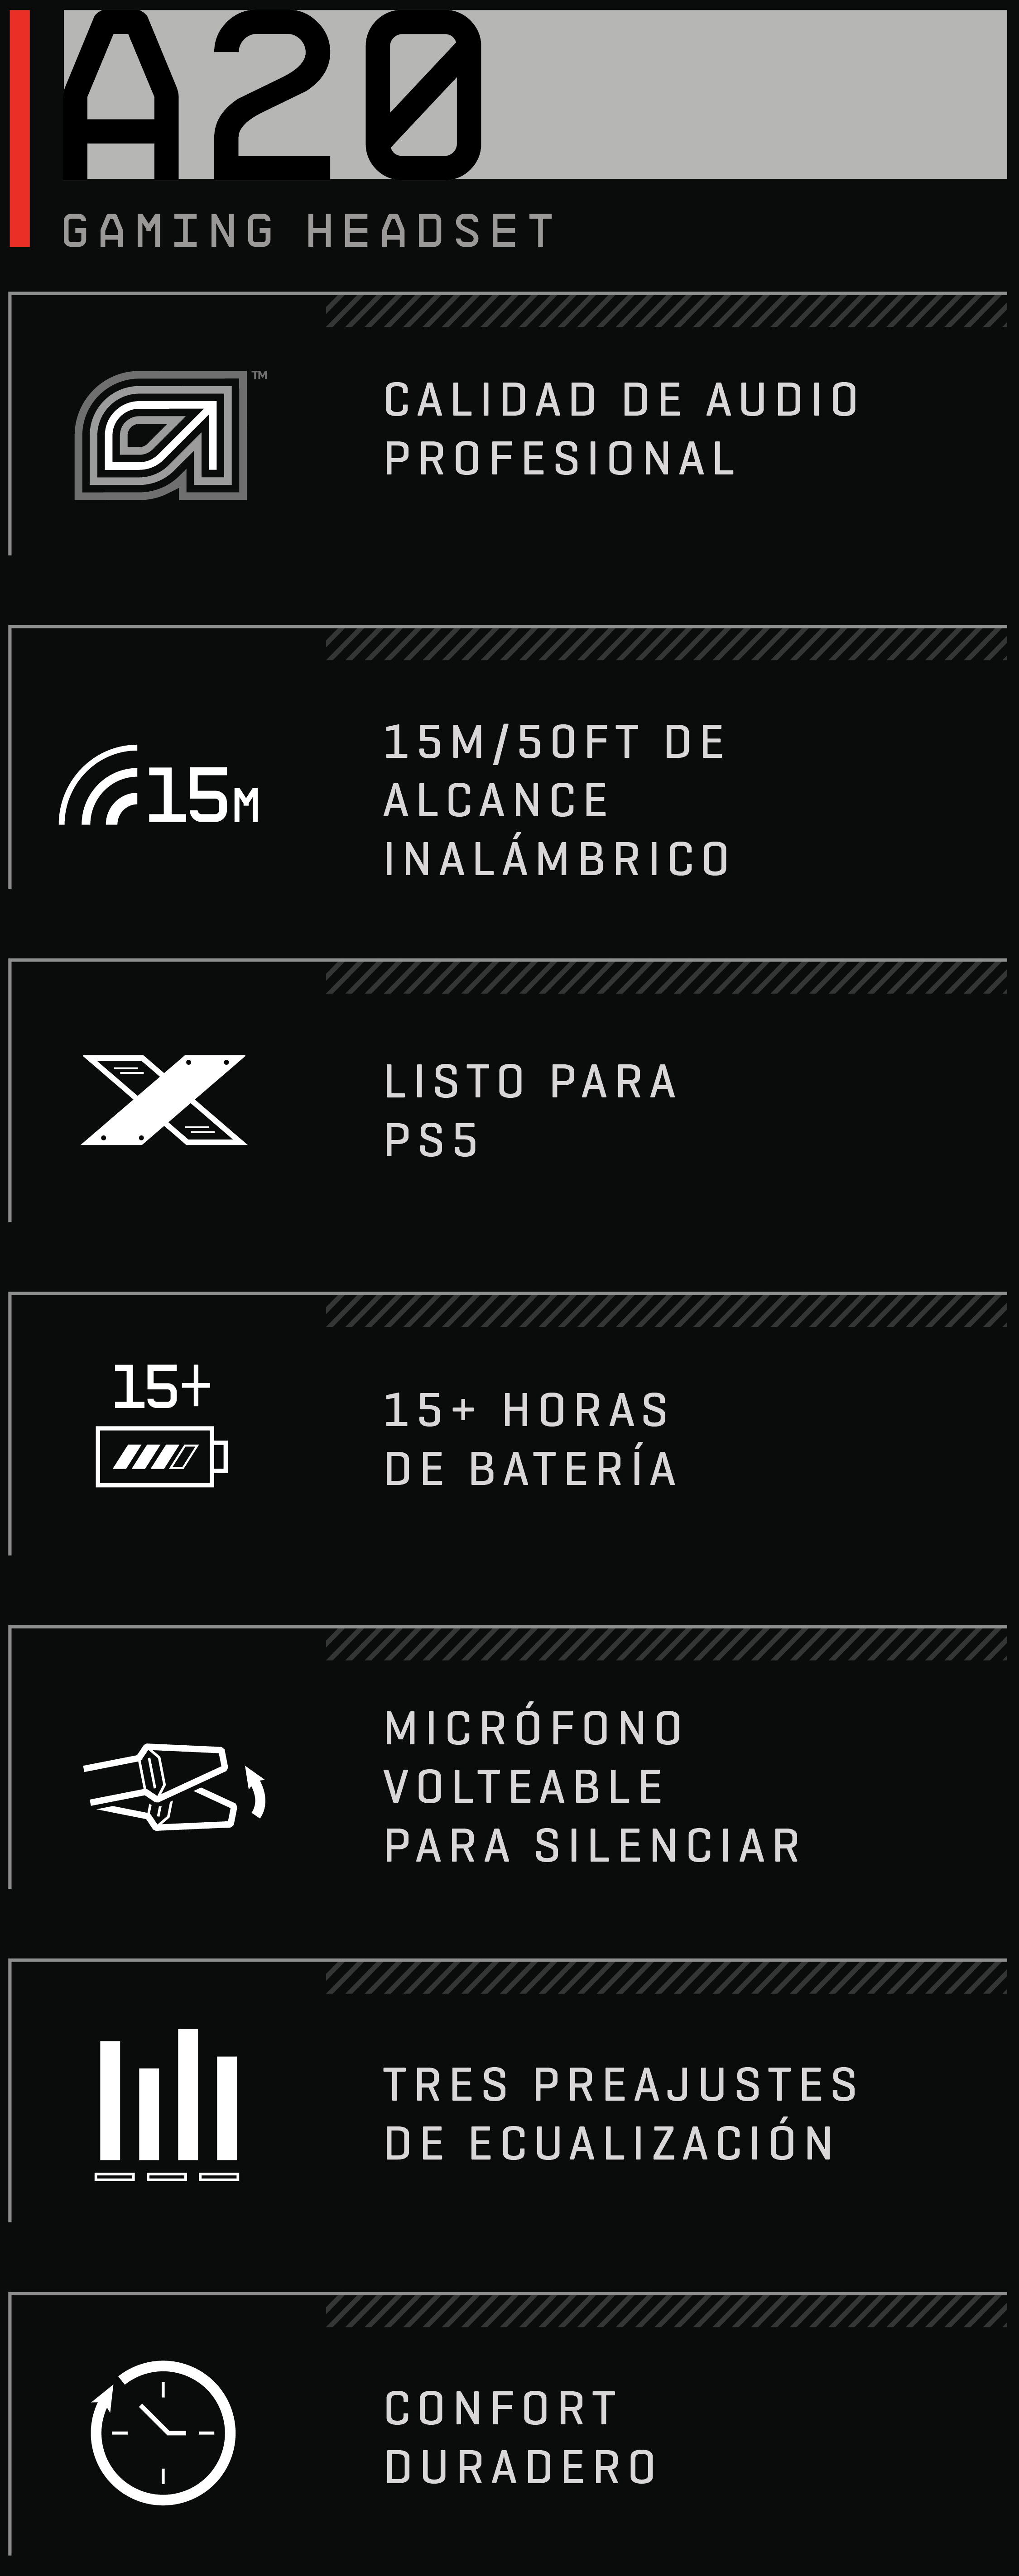 A20
GAMING HEADSET
TM
CALIDAD DE AUDIO
PROFESIONAL
15M
15M/50FT DE
ALCANCE
INALÁMBRICO
LISTO PARA
PS5
15+
15+ HORAS
DE BATERÍA
MICRÓFONO
VOLTEABLE
PARA SILENCIAR
TRES PREAJUSTES
DE ECUALIZACIÓN
CONFORT
DURADERO